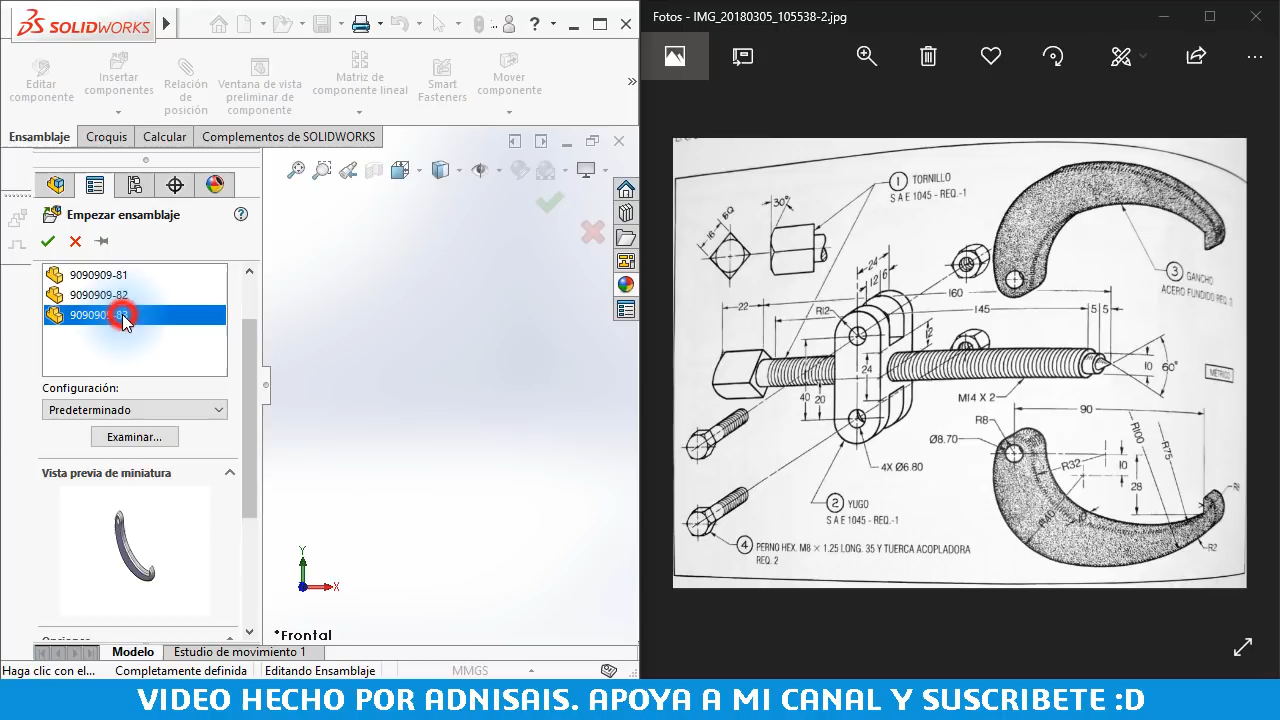 SOLIDWORKS
Editar componente
Insertar componentes
Relación de posición
Ventana de vista preliminar de componente
Matriz de componente lineal
Smart Fasteners
Mover componente
Ensamblaje
Croquis
Calcular
Complementos de SOLIDWORKS
Empezar ensamblaje
9090909-81
9090909-82
Configuración:
Predeterminado
Examinar...
Vista previa de miniatura
Y
X
*Frontal
Modelo
Estudio de movimiento 1
Haga clic con el...
Completamente definida
Editando Ensamblaje
MMGS
Fotos - IMG_20180305_105538-2.jpg
1 TORNILLO
S A E 1045 - REQ.-1
30°
16
SQ
24
12
6
160
22
145
5
5
R12
12
24
40
20
10
60°
METRICO
M14 X 2
3 GANCHO
ACERO FUNDIDO REQ.
90
R8
R100
R75
Ø8.70
R32
10
28
R40
R2
4X Ø6.80
2 YUGO
S A E 1045 - REQ.-1
4 PERNO HEX. M8 × 1.25 LONG. 35 Y TUERCA ACOPLADORA
REQ. 2
VIDEO HECHO POR ADNISAIS. APOYA A MI CANAL Y SUSCRIBETE :D